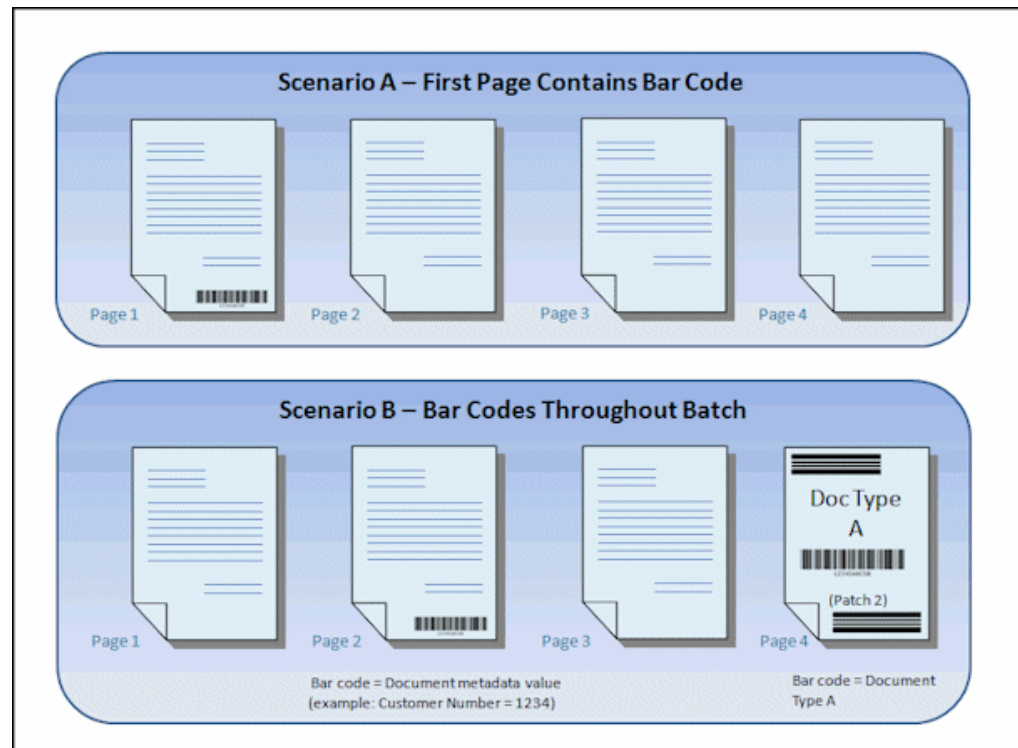 Scenario A – First Page Contains Bar Code
Page 1
Page 2
Page 3
Page 4
Scenario B – Bar Codes Throughout Batch
Doc Type
A
(Patch 2)
Page 1
Page 2
Page 3
Page 4
Bar code = Document metadata value
(example: Customer Number = 1234)
Bar code = Document
Type A